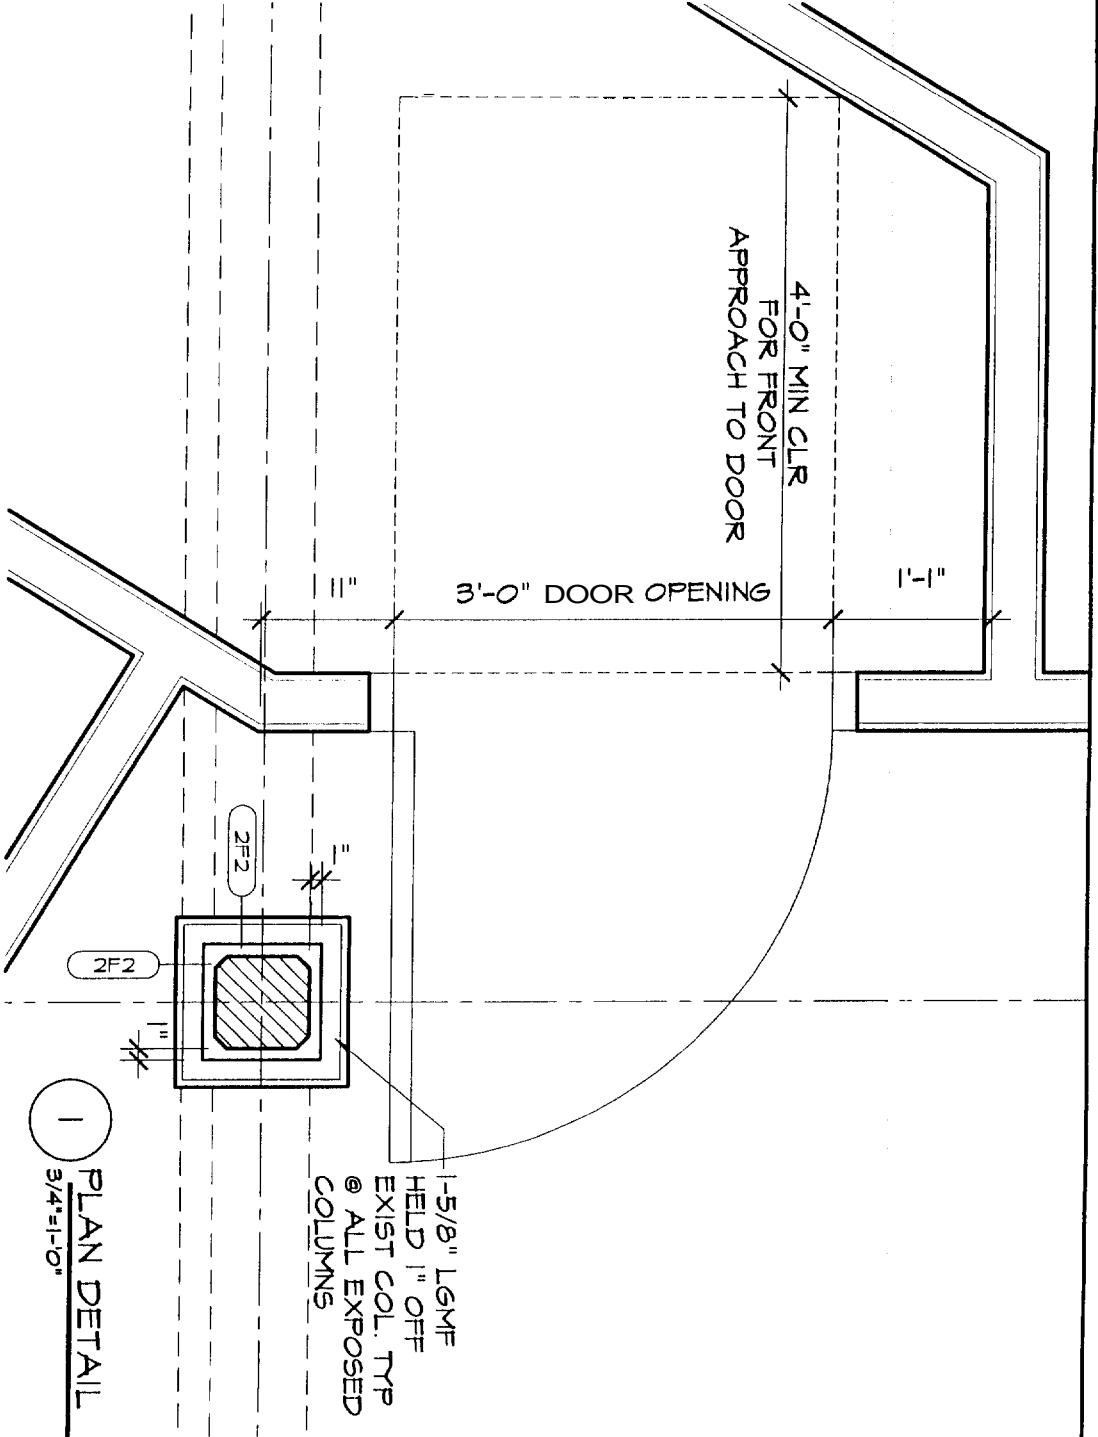 4'-0" MIN CLR
FOR FRONT
APPROACH TO DOOR
11"
3'-0" DOOR OPENING
1'-1"
2F2
1"
2F2
1"
1-5/8" LGMF
HELD 1" OFF
EXIST COL. TYP
@ ALL EXPOSED
COLUMNS
1
PLAN DETAIL
3/4"=1-'0"